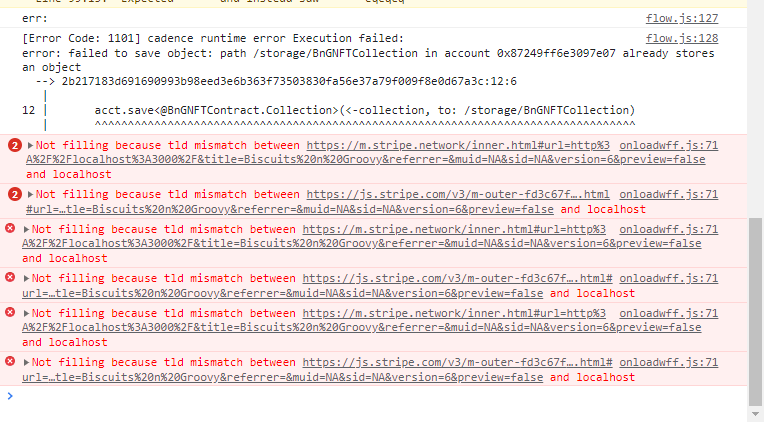 err:
flow.js:127
[Error Code: 1101] cadence runtime error Execution failed:
flow.js:128
error: failed to save object: path /storage/BnGNFTCollection in account 0x87249ff6e3097e07 already stores
an object
--> 2b217183d691690993b98eed3e6b363f73503830fa56e37a79f009f8e0d67a3c:12:6
|
12 | acct.save<@BnGNFTContract.Collection>(<-collection, to: /storage/BnGNFTCollection)
| ^^^^^^^^^^^^^^^^^^^^^^^^^^^^^^^^^^^^^^^^^^^^^^^^^^^^^^^^^^^^^^^^^^^^^^^^^^^^^^^^^^
2 ▶Not filling because tld mismatch between https://m.stripe.network/inner.html#url=http%3 onloadwff.js:71
A%2F%2Flocalhost%3A3000%2F&title=Biscuits%20n%20Groovy&referrer=&muid=NA&sid=NA&version=6&preview=false
and localhost
2 ▶Not filling because tld mismatch between https://js.stripe.com/v3/m-outer-fd3c67f….html onloadwff.js:71
#url=…tle=Biscuits%20n%20Groovy&referrer=&muid=NA&sid=NA&version=6&preview=false and localhost
▶Not filling because tld mismatch between https://m.stripe.network/inner.html#url=http%3 onloadwff.js:71
A%2F%2Flocalhost%3A3000%2F&title=Biscuits%20n%20Groovy&referrer=&muid=NA&sid=NA&version=6&preview=false
and localhost
▶Not filling because tld mismatch between https://js.stripe.com/v3/m-outer-fd3c67f….html# onloadwff.js:71
url=…tle=Biscuits%20n%20Groovy&referrer=&muid=NA&sid=NA&version=6&preview=false and localhost
▶Not filling because tld mismatch between https://m.stripe.network/inner.html#url=http%3 onloadwff.js:71
A%2F%2Flocalhost%3A3000%2F&title=Biscuits%20n%20Groovy&referrer=&muid=NA&sid=NA&version=6&preview=false
and localhost
▶Not filling because tld mismatch between https://js.stripe.com/v3/m-outer-fd3c67f….html# onloadwff.js:71
url=…tle=Biscuits%20n%20Groovy&referrer=&muid=NA&sid=NA&version=6&preview=false and localhost